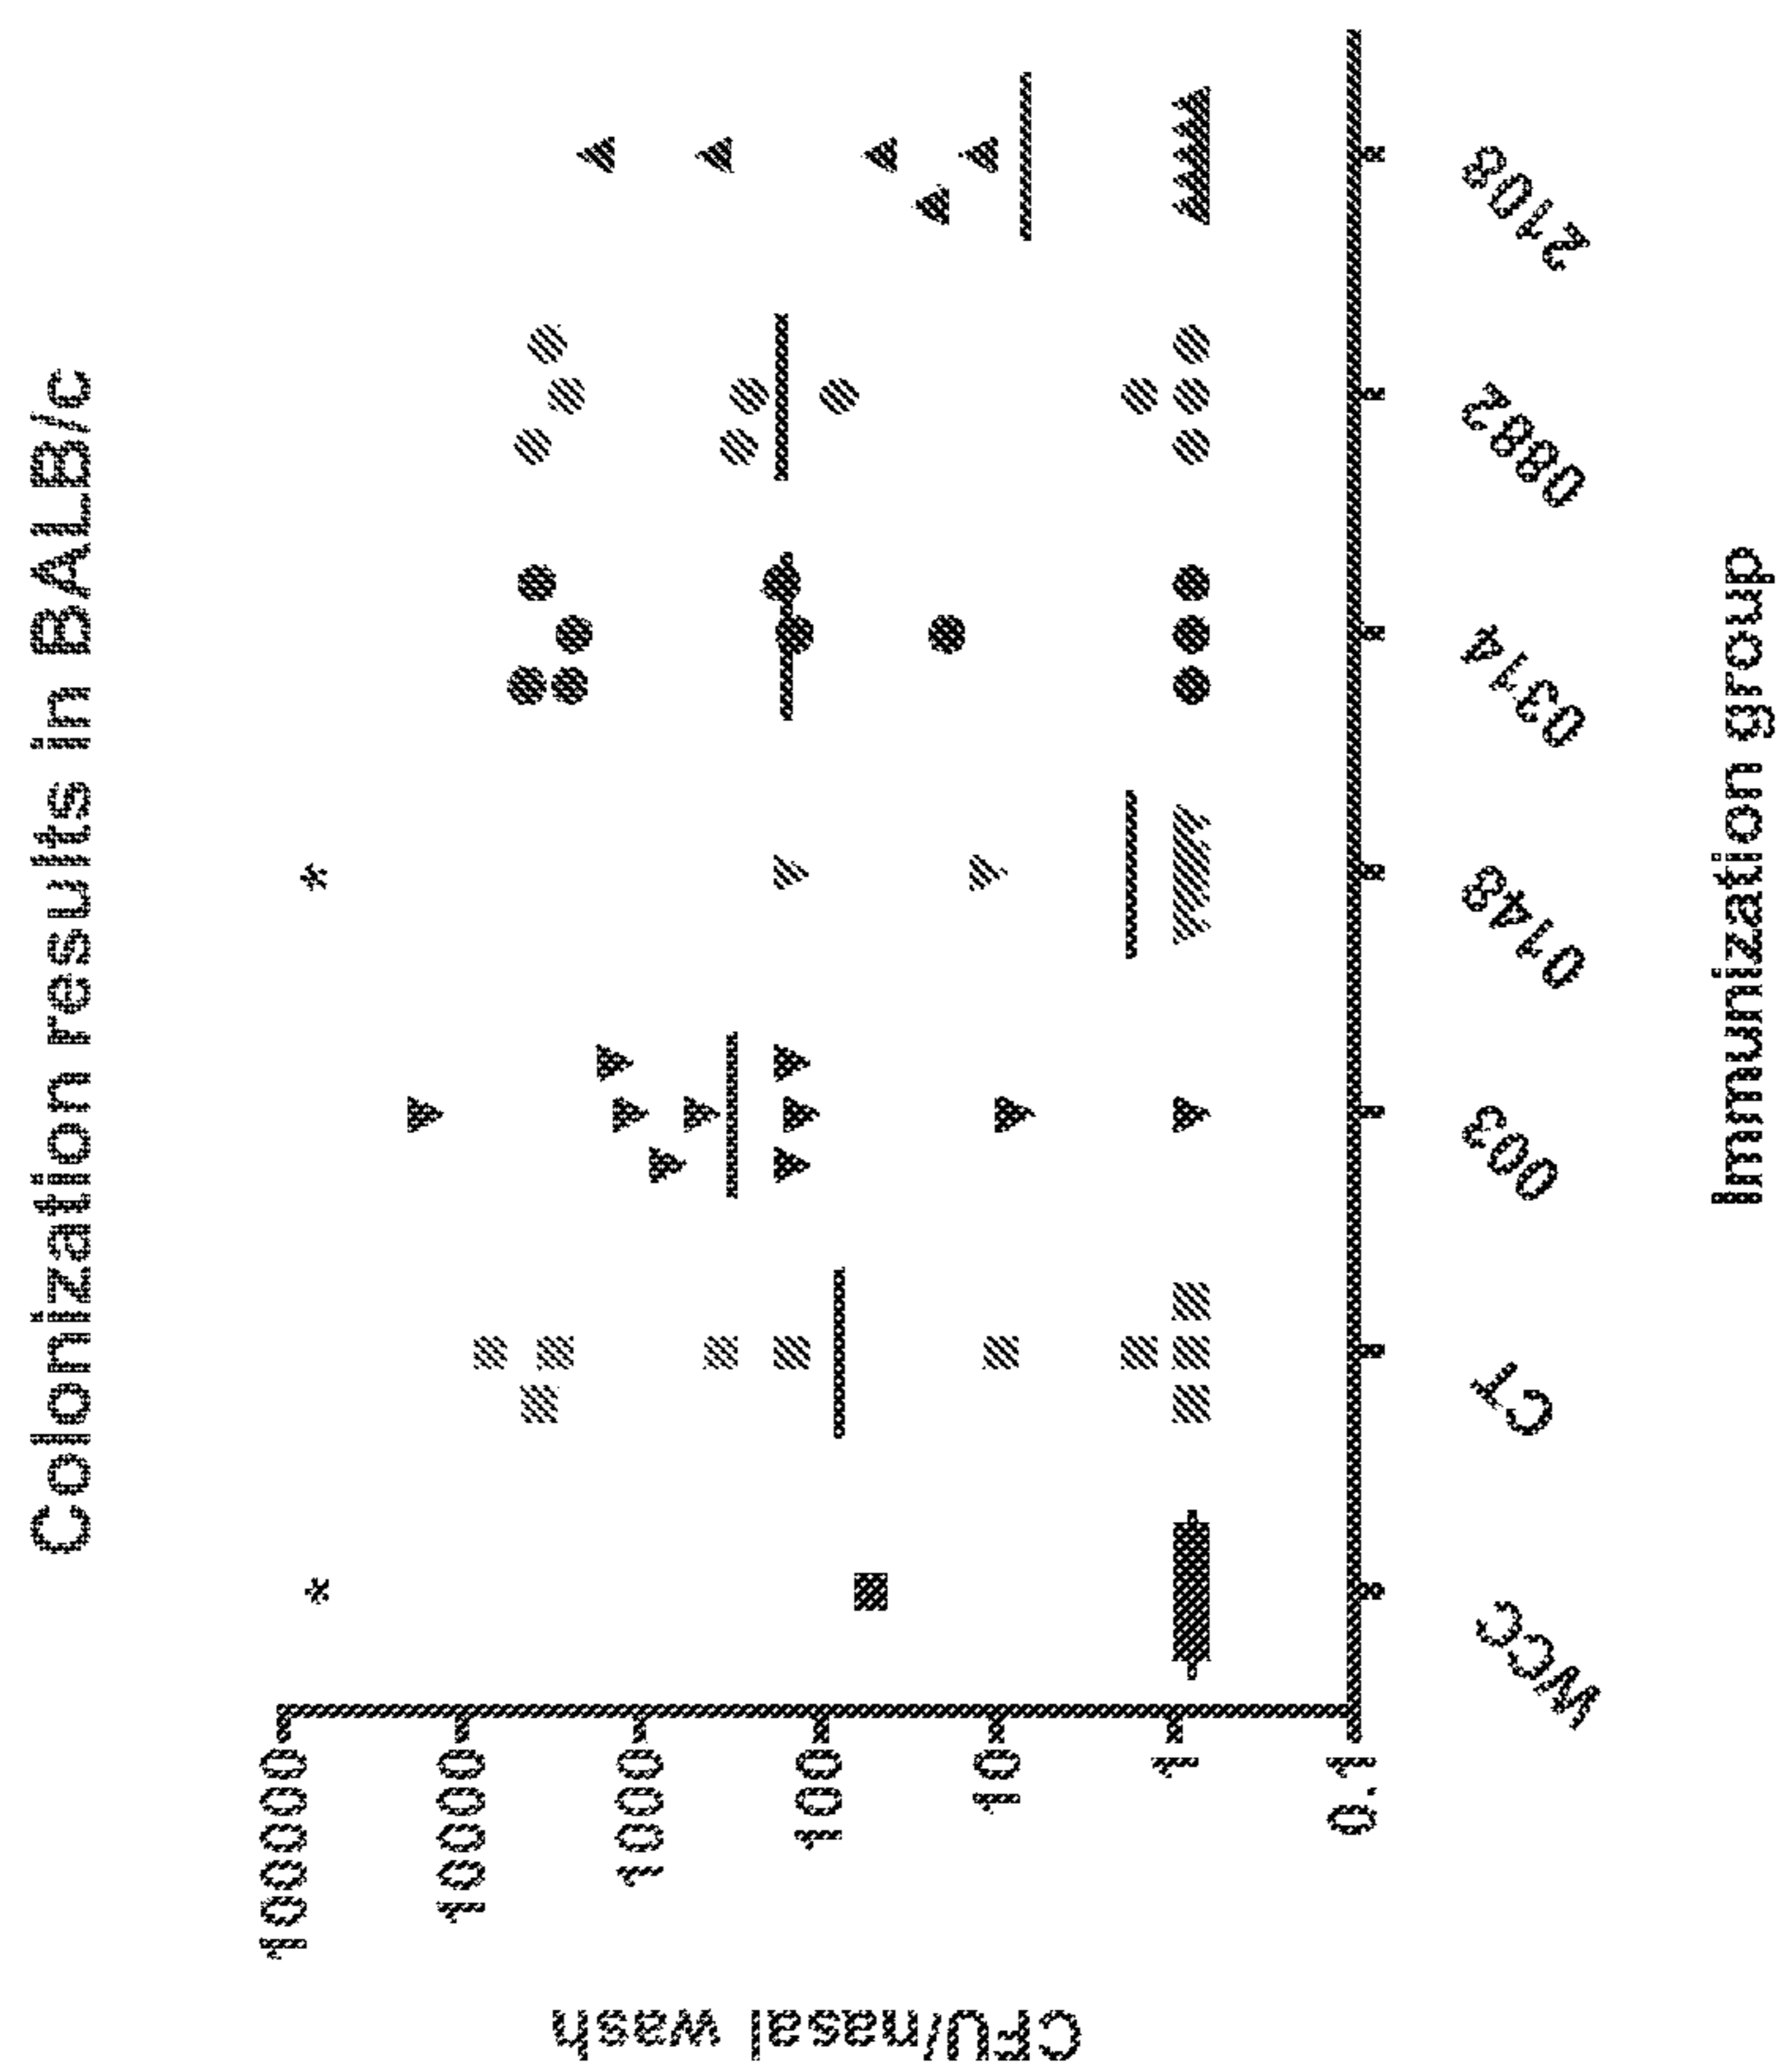 Colonization results in BALB/c
CFU/nasal wash
100000
10000
1000
100
10
1
0.1
*
*
WCC
CT
003
0148
0314
0882
2108
Immunization group